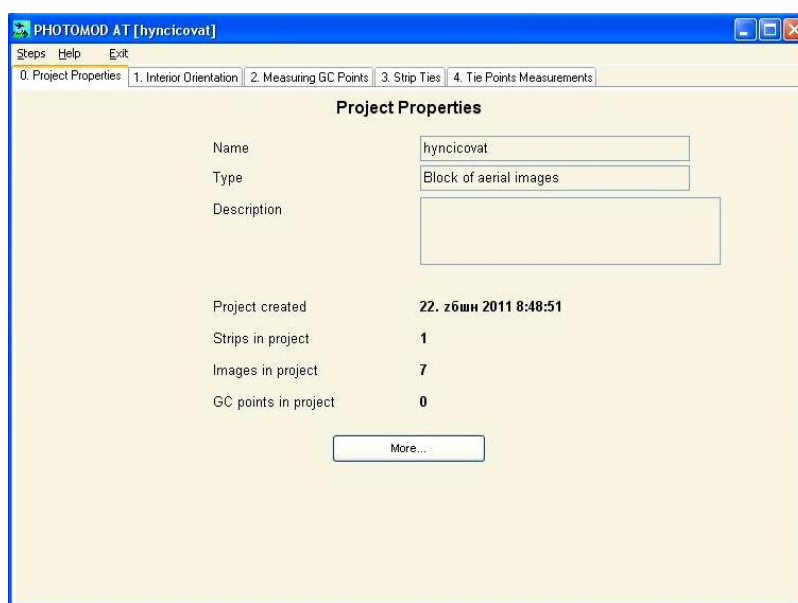 PHOTOMOD AT [hyncicovat]
Steps Help Exit
0. Project Properties 1. Interior Orientation 2. Measuring GC Points 3. Strip Ties 4. Tie Points Measurements
Project Properties
Name hyncicovat
Type Block of aerial images
Description
Project created 22. zбшн 2011 8:48:51
Strips in project 1
Images in project 7
GC points in project 0
More...